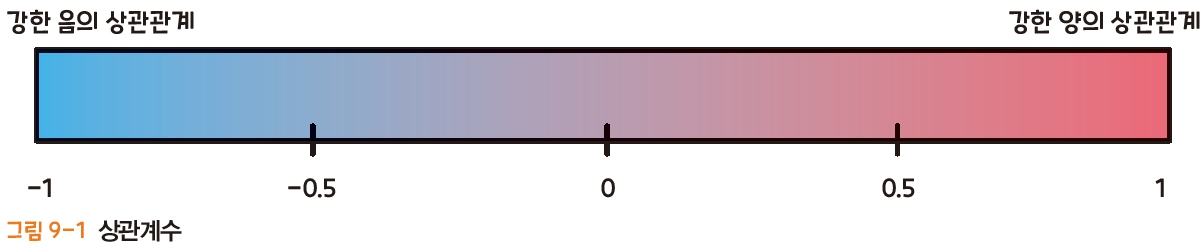 강한 음의 상관관계 강한 양의 상관관계
-1 -0.5 0 0.5 1
그림 9-1 상관계수